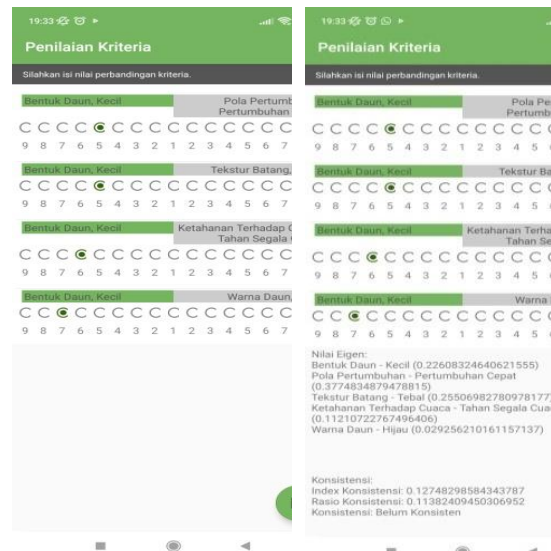 19:33
Penilaian Kriteria
Silahkan isi nilai perbandingan kriteria.
Bentuk Daun, Kecil
Pola Pertumb
Pertumbuhan
9 8 7 6 5 4 3 2 1 2 3 4 5 6 7
Bentuk Daun, Kecil
Tekstur Batang,
9 8 7 6 5 4 3 2 1 2 3 4 5 6 7
Bentuk Daun, Kecil
Ketahanan Terhadap C
Tahan Segala
9 8 7 6 5 4 3 2 1 2 3 4 5 6 7
Bentuk Daun, Kecil
Warna Daun,
9 8 7 6 5 4 3 2 1 2 3 4 5 6 7
19:33
Penilaian Kriteria
Silahkan isi nilai perbandingan kriteria.
Bentuk Daun, Kecil
Pola Pe
Pertumb
9 8 7 6 5 4 3 2 1 2 3 4 5
Bentuk Daun, Kecil
Tekstur Ba
9 8 7 6 5 4 3 2 1 2 3 4 5
Bentuk Daun, Kecil
Ketahanan Terha
Tahan Se
9 8 7 6 5 4 3 2 1 2 3 4 5
Bentuk Daun, Kecil
Warna
9 8 7 6 5 4 3 2 1 2 3 4 5
Nilai Eigen:
Bentuk Daun - Kecil (0.22608324640621555)
Pola Pertumbuhan - Pertumbuhan Cepat
(0.3774834879478815)
Tekstur Batang - Tebal (0.25506982780978177)
Ketahanan Terhadap Cuaca - Tahan Segala Cua
(0.11210722767496406)
Warna Daun - Hijau (0.029256210161157137)
Konsistensi:
Index Konsistensi: 0.12748298584343787
Rasio Konsistensi: 0.11382409450306952
Konsistensi: Belum Konsisten